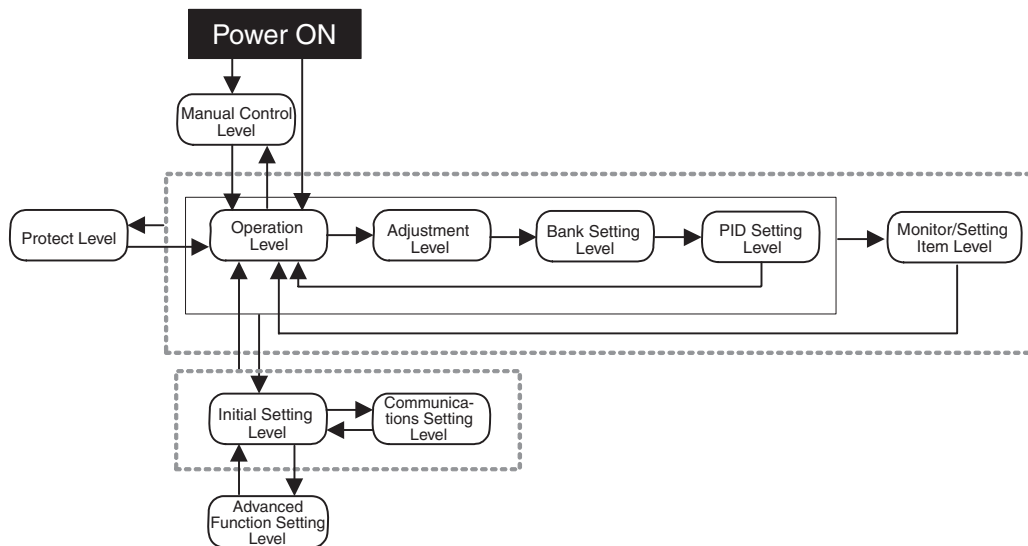 Power ON
Manual Control
Level
Protect Level
Operation
Level
Adjustment
Level
Bank Setting
Level
PID Setting
Level
Monitor/Setting
Item Level
Initial Setting
Level
Communica-
tions Setting
Level
Advanced
Function Setting
Level